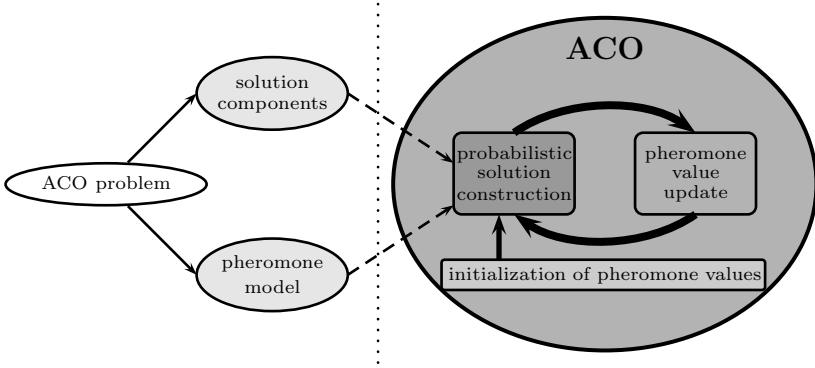 ACO problem
solution
components
pheromone
model
ACO
probabilistic
solution
construction
pheromone
value
update
initialization of pheromone values